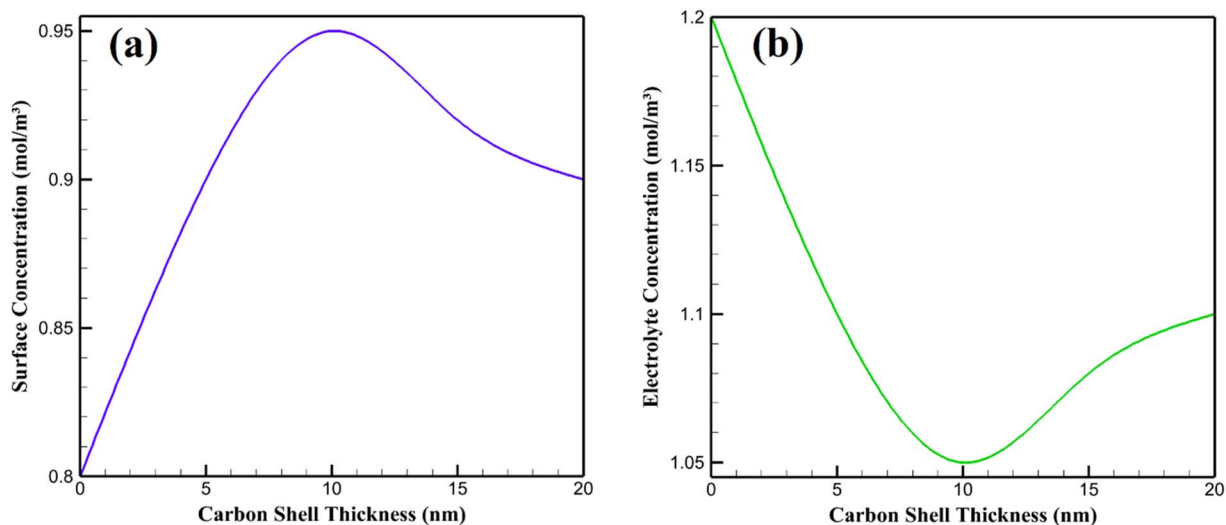 (a)
Surface Concentration (mol/m³)
0.95
0.9
0.85
0.8
0 5 10 15 20
Carbon Shell Thickness (nm)
(b)
Electrolyte Concentration (mol/m³)
1.2
1.15
1.1
1.05
0 5 10 15 20
Carbon Shell Thickness (nm)